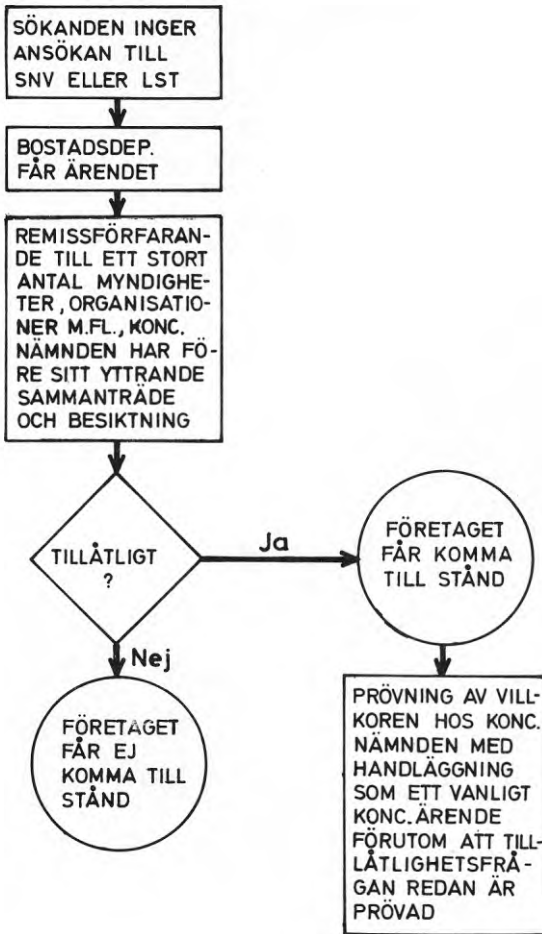 SÖKANDEN INGER
ANSÖKAN TILL
SNV ELLER LST
BOSTADSDEP.
FÅR ÄRENDET
REMISSFÖRFARAN-
DE TILL ETT STORT
ANTAL MYNDIGHE-
TER, ORGANISATIO-
NER M.FL., KONC.
NÄMNDEN HAR FÖ-
RE SITT YTTRANDE
SAMMANTRÄDE
OCH BESIKTNING
TILLÅTLIGT
?
Ja
FÖRETAGET
FÅR KOMMA
TILL STÅND
Nej
FÖRETAGET
FÅR EJ
KOMMA TILL
STÅND
PRÖVNING AV VILL-
KOREN HOS KONC.
NÄMNDEN MED
HANDLÄGGNING
SOM ETT VANLIGT
KONC.ÄRENDE
FÖRUTOM ATT TILL-
LÅTLIGHETSFRÅ-
GAN REDAN ÄR
PRÖVAD